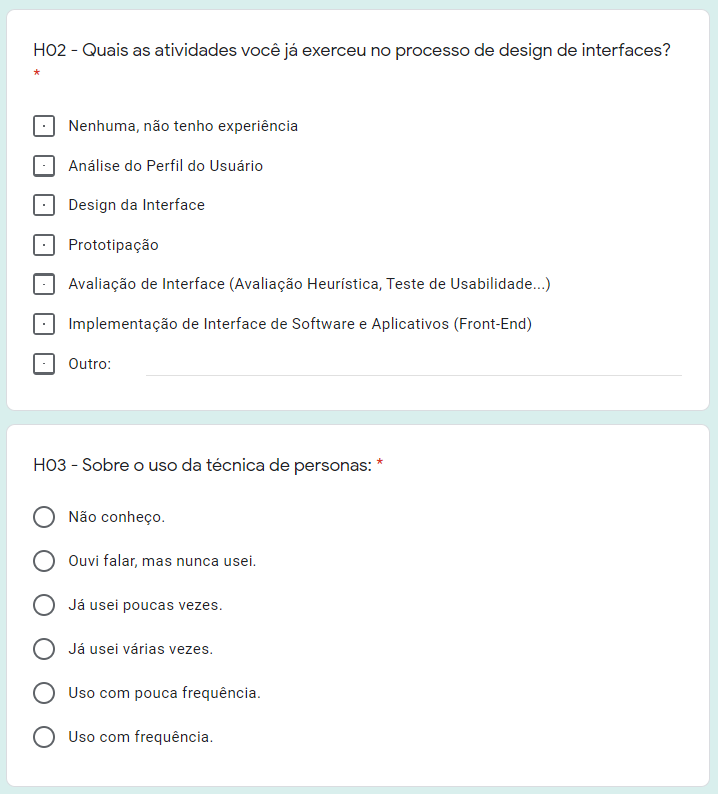 H02 - Quais as atividades você já exerceu no processo de design de interfaces?
*
Nenhuma, não tenho experiência
Análise do Perfil do Usuário
Design da Interface
Prototipação
Avaliação de Interface (Avaliação Heurística, Teste de Usabilidade...)
Implementação de Interface de Software e Aplicativos (Front-End)
Outro:
H03 - Sobre o uso da técnica de personas: *
Não conheço.
Ouvi falar, mas nunca usei.
Já usei poucas vezes.
Já usei várias vezes.
Uso com pouca frequência.
Uso com frequência.